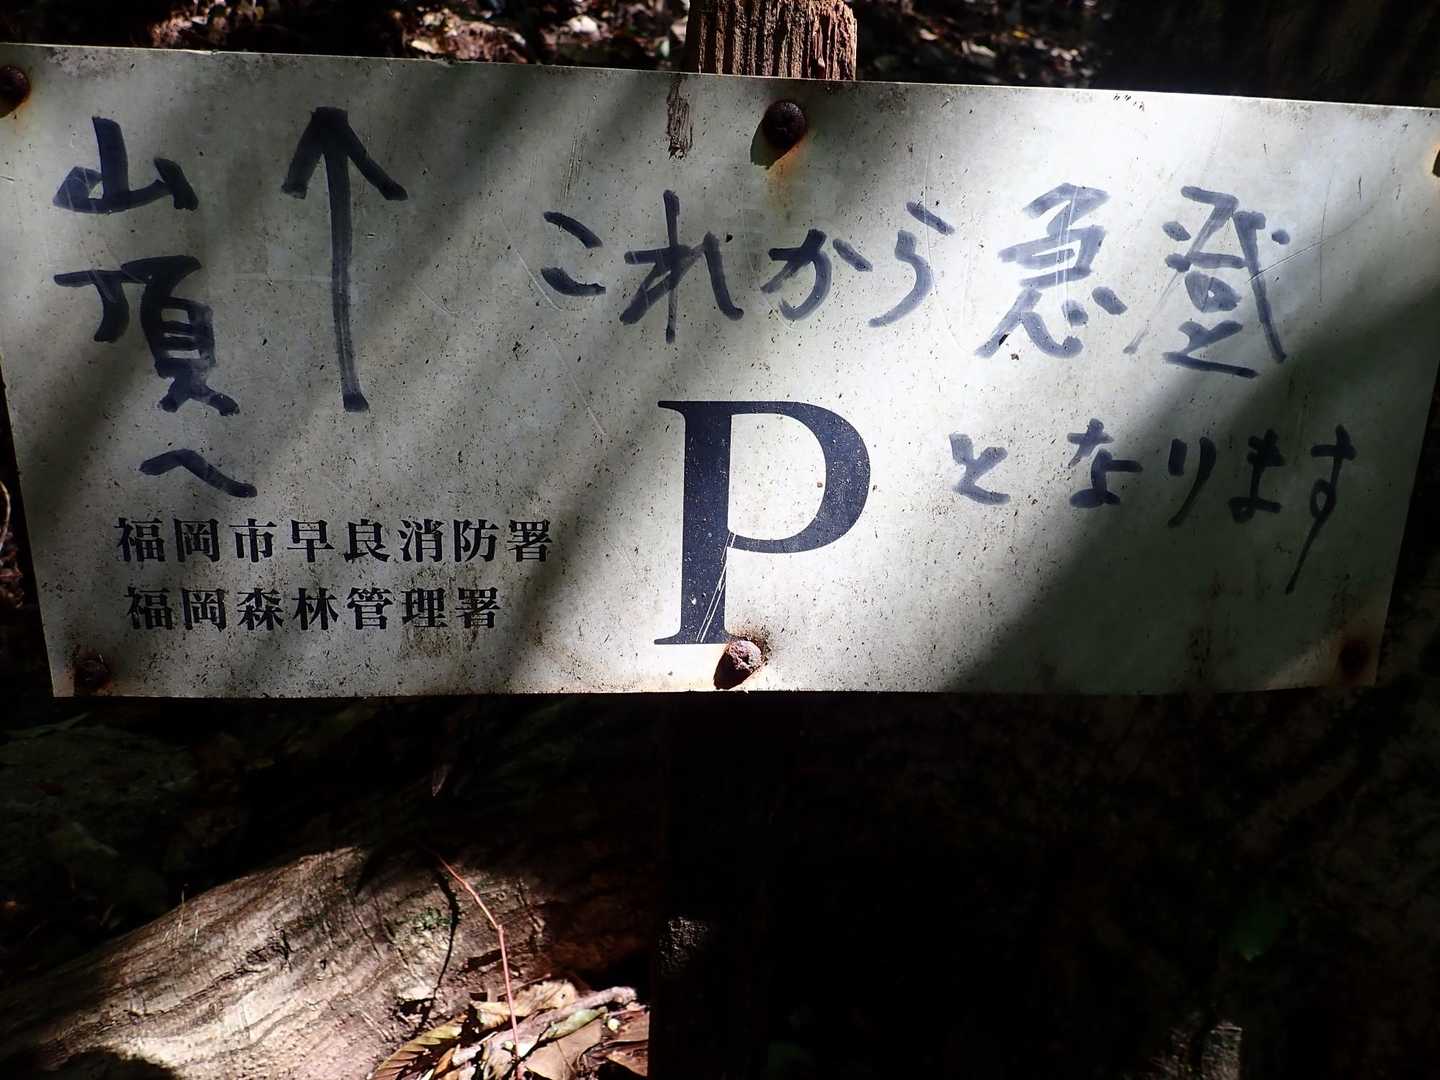 山頂へ
↑
これから急登
となります
P
福岡市早良消防署
福岡森林管理署